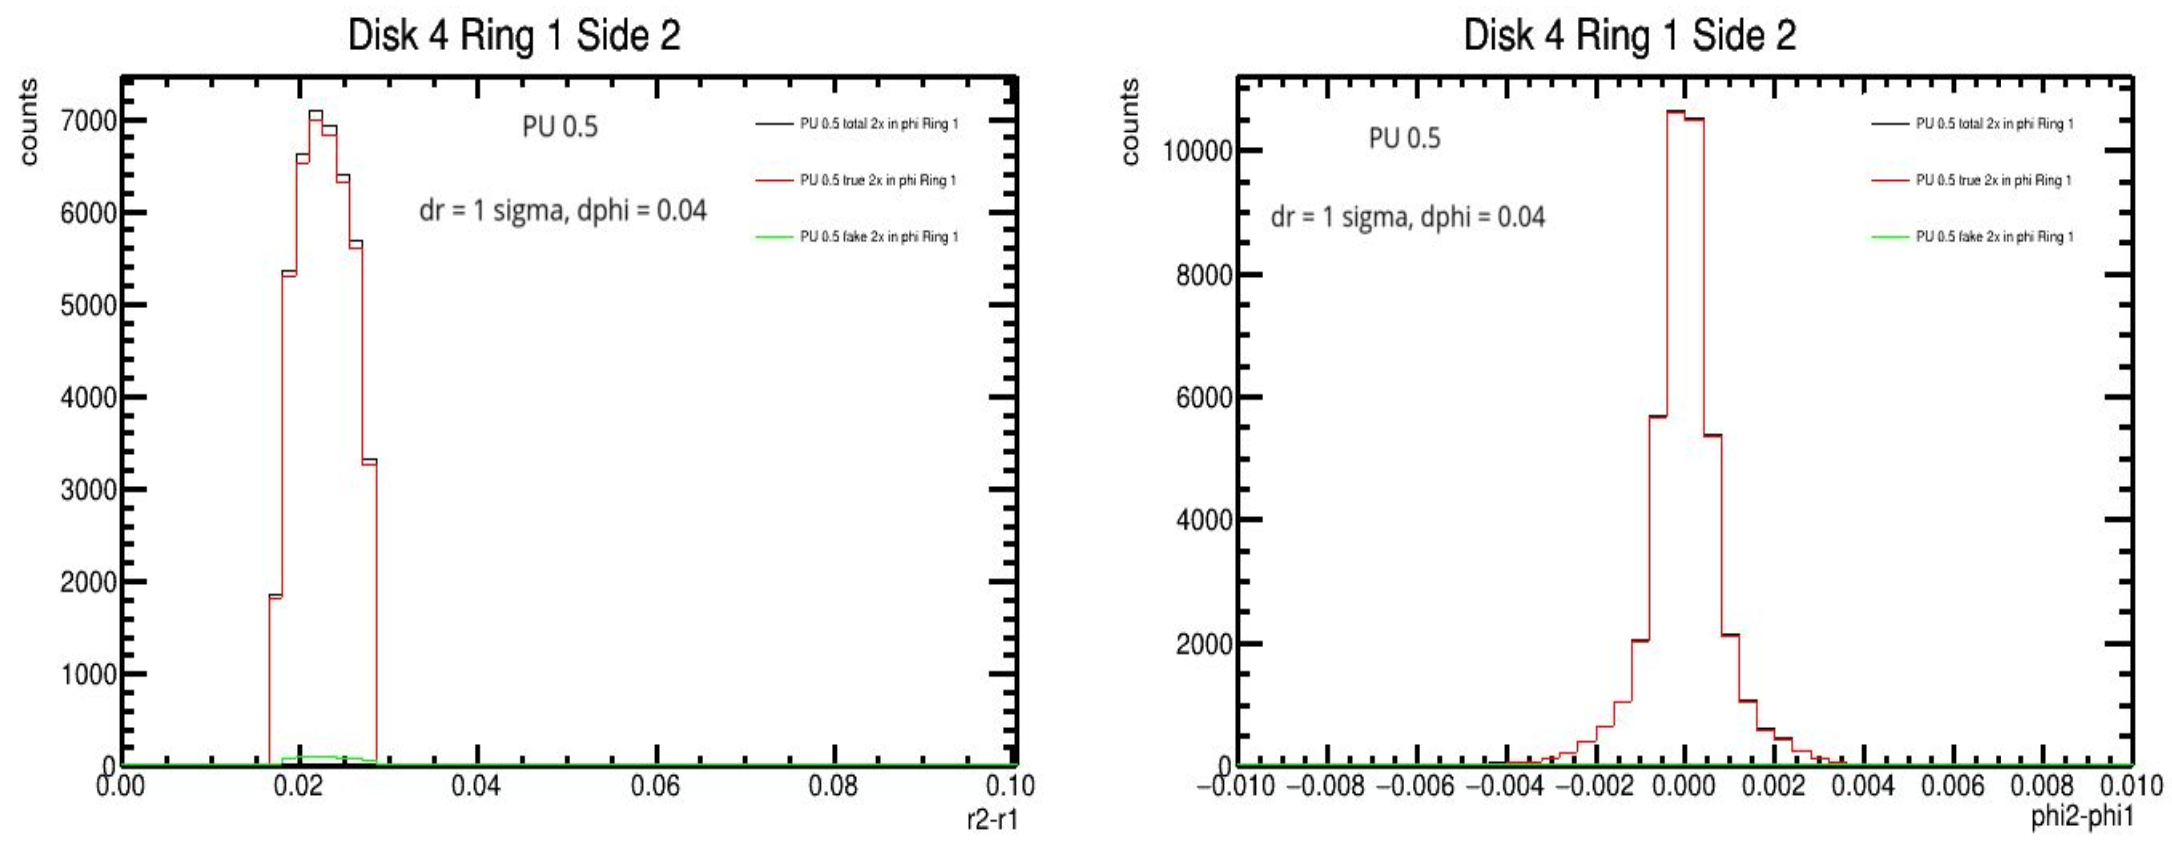 Disk 4 Ring 1 Side 2
counts
7000
6000
5000
4000
3000
2000
1000
0
PU 0.5
dr = 1 sigma, dphi = 0.04
PU 0.5 total 2x in phi Ring 1
PU 0.5 true 2x in phi Ring 1
PU 0.5 fake 2x in phi Ring 1
0.00 0.02 0.04 0.06 0.08 0.10
r2-r1
Disk 4 Ring 1 Side 2
counts
10000
8000
6000
4000
2000
0
PU 0.5
dr = 1 sigma, dphi = 0.04
PU 0.5 total 2x in phi Ring 1
PU 0.5 true 2x in phi Ring 1
PU 0.5 fake 2x in phi Ring 1
−0.010 −0.008 −0.006 −0.004 −0.002 0.000 0.002 0.004 0.006 0.008 0.010
phi2-phi1